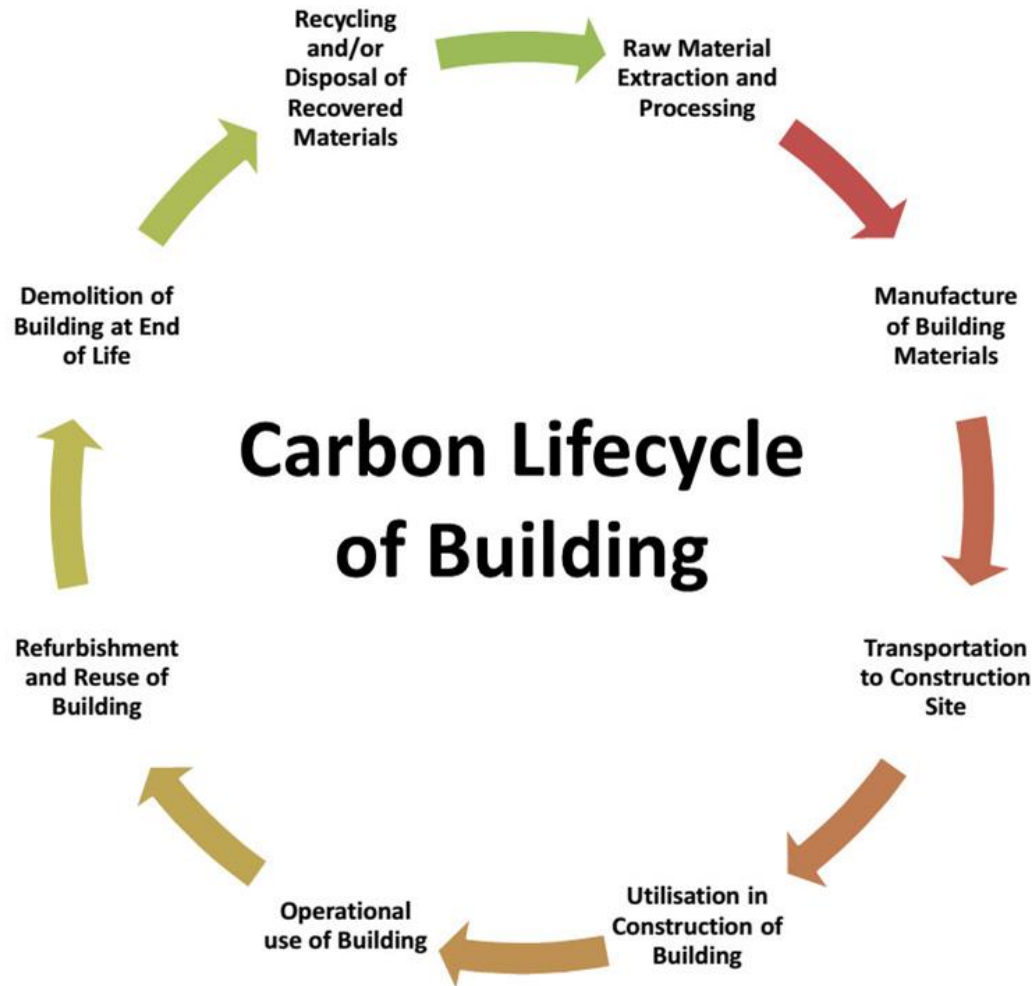 Recycling
and/or
Disposal of
Recovered
Materials
Raw Material
Extraction and
Processing
Manufacture
of Building
Materials
Transportation
to Construction
Site
Utilisation in
Construction of
Building
Operational
use of Building
Refurbishment
and Reuse of
Building
Demolition of
Building at End
of Life
Carbon Lifecycle
of Building